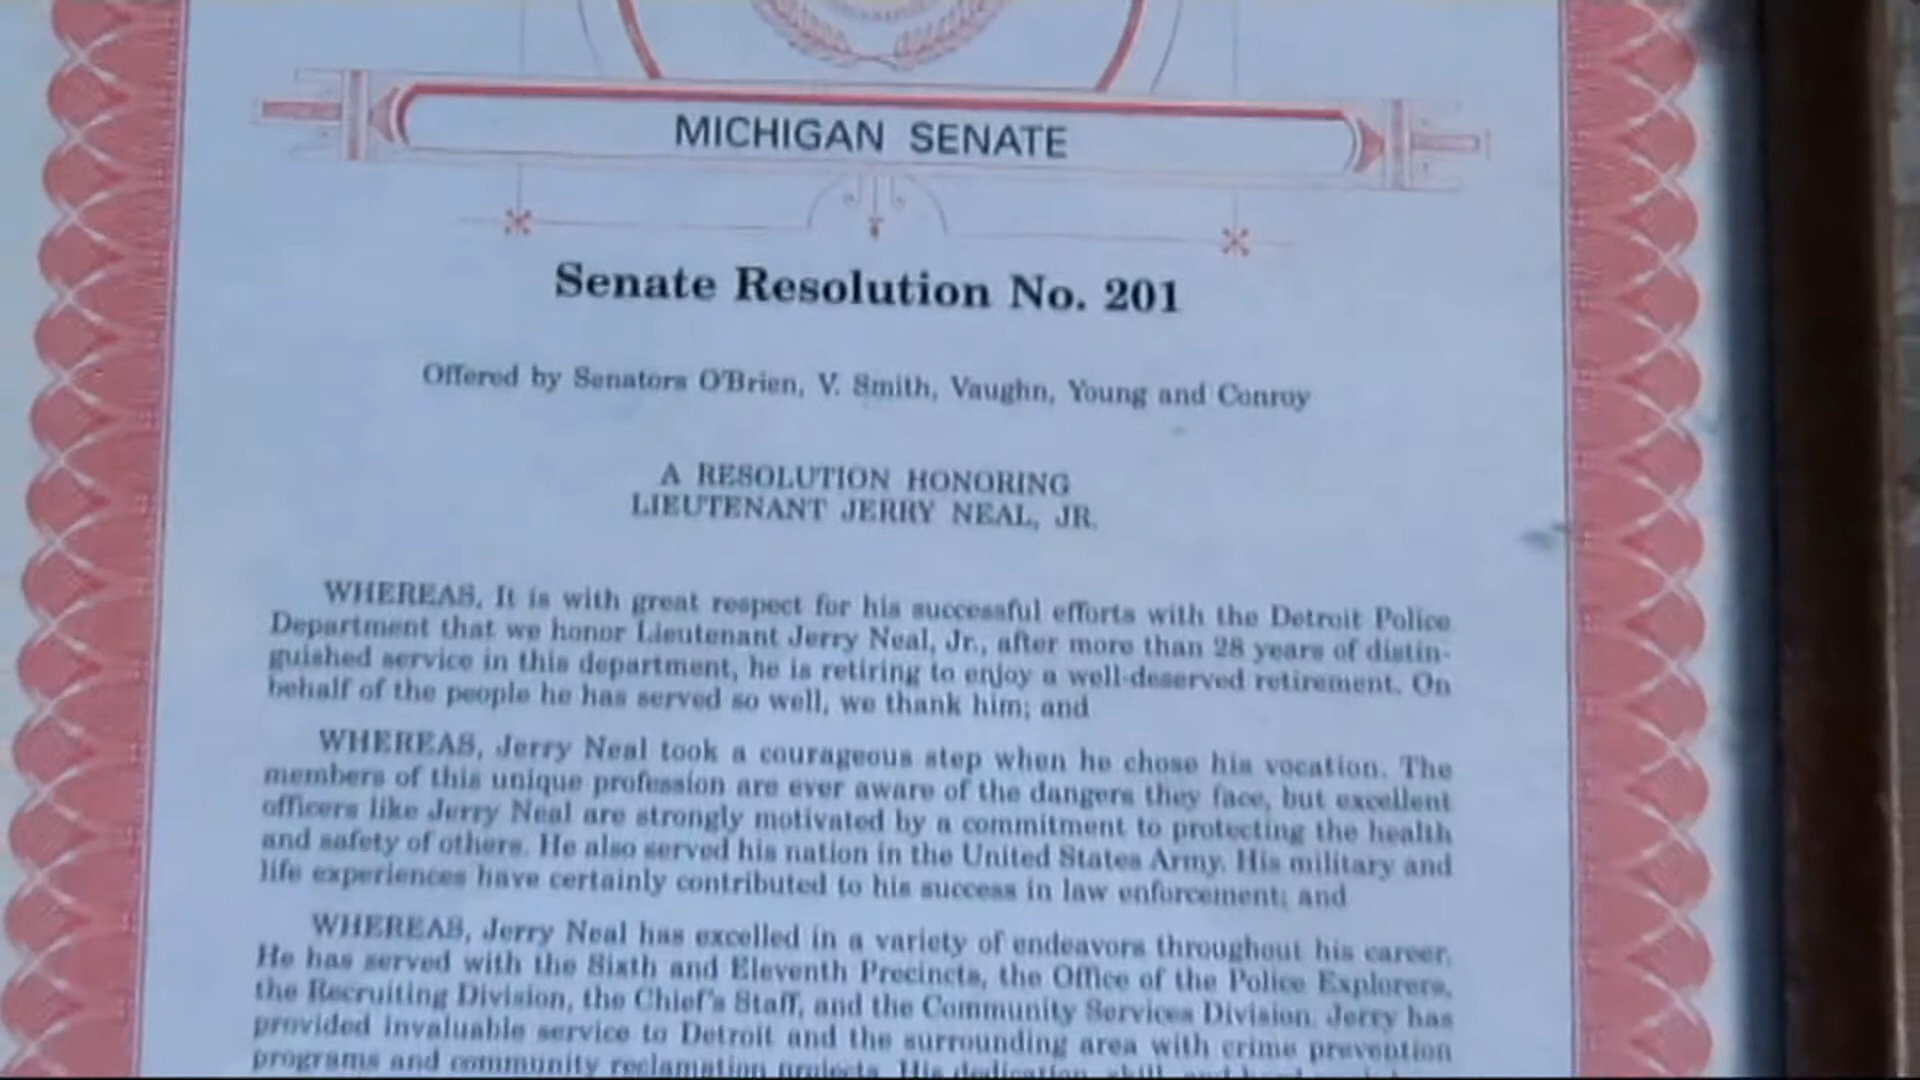 MICHIGAN SENATE
Senate Resolution No. 201
Offered by Senators O'Brien, V. Smith, Vaughn, Young and Conroy
A RESOLUTION HONORING
LIEUTENANT JERRY NEAL, JR.
WHEREAS, It is with great respect for his successful efforts with the Detroit Police
Department that we honor Lieutenant Jerry Neal, Jr., after more than 28 years of distin-
guished service in this department, he is retiring to enjoy a well-deserved retirement. On
behalf of the people he has served so well, we thank him; and
WHEREAS, Jerry Neal took a courageous step when he chose his vocation. The
members of this unique profession are ever aware of the dangers they face, but excellent
officers like Jerry Neal are strongly motivated by a commitment to protecting the health
and safety of others. He also served his nation in the United States Army. His military and
life experiences have certainly contributed to his success in law enforcement; and
WHEREAS, Jerry Neal has excelled in a variety of endeavors throughout his career.
He has served with the Sixth and Eleventh Precincts, the Office of the Police Explorers,
the Recruiting Division, the Chief's Staff, and the Community Services Division. Jerry has
provided invaluable service to Detroit and the surrounding area with crime prevention
programs and community reclamation projects. His dedication, skill, and